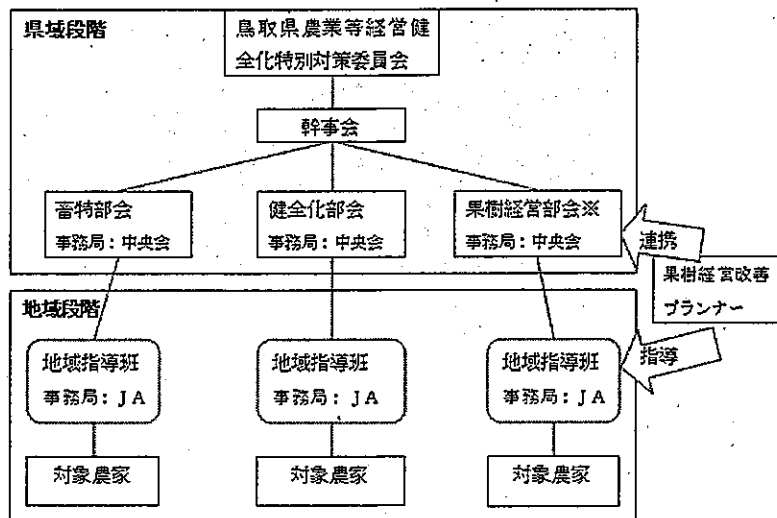 県域段階
鳥取県農業等経営健
全化特別対策委員会
幹事会
畜特部会
事務局：中央会
健全化部会
事務局：中央会
果樹経営部会※
事務局：中央会
連携
果樹経営改善
プランナー
指導
地域段階
地域指導班
事務局：ＪＡ
地域指導班
事務局：ＪＡ
地域指導班
事務局：ＪＡ
対象農家
対象農家
対象農家